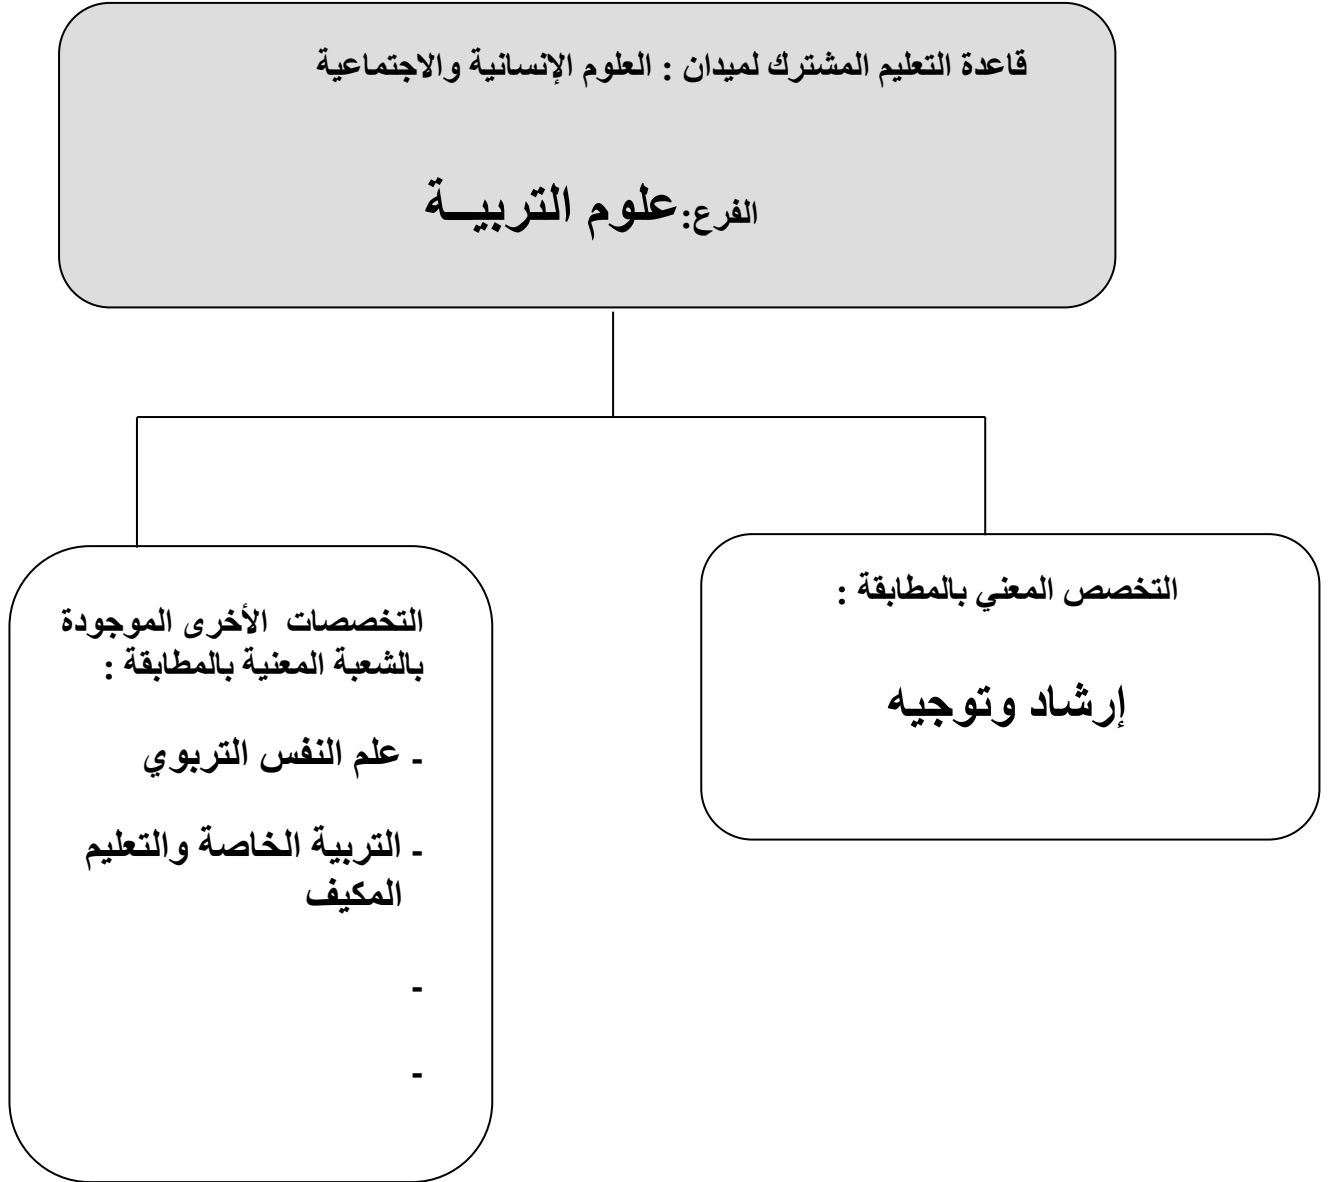 قاعدة التعليم المشترك لميدان : العلوم الإنسانية والاجتماعية
الفرع:علوم التربيـــة
التخصص المعني بالمطابقة :
إرشاد وتوجيه
التخصصات الأخرى الموجودة
بالشعبة المعنية بالمطابقة :
- علم النفس التربوي
- التربية الخاصة والتعليم
المكيف
-
-